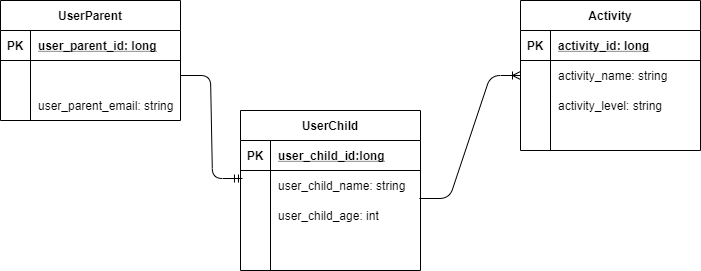 UserParent
PK user_parent_id: long
user_parent_email: string
UserChild
PK user_child_id:long
user_child_name: string
user_child_age: int
Activity
PK activity_id: long
activity_name: string
activity_level: string